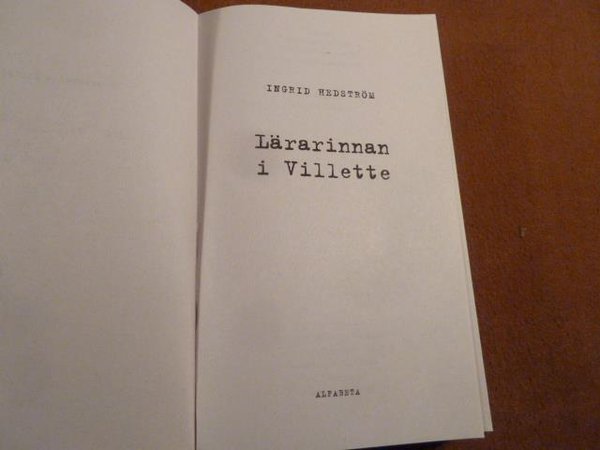 INGRID HEDSTRÖM
Lärarinnan
i Villette
ALFABETA